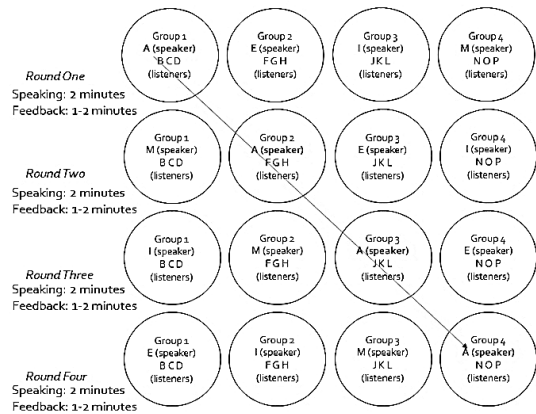 Group 1
A (speaker)
B C D
(listeners)
Group 2
E (speaker)
F G H
(listeners)
Group 3
I (speaker)
J K L
(listeners)
Group 4
M (speaker)
N O P
(listeners)
Round One
Speaking: 2 minutes
Feedback: 1-2 minutes
Group 1
M (speaker)
B C D
(listeners)
Group 2
A (speaker)
F G H
(listeners)
Group 3
E (speaker)
J K L
(listeners)
Group 4
I (speaker)
N O P
(listeners)
Round Two
Speaking: 2 minutes
Feedback: 1-2 minutes
Group 1
I (speaker)
B C D
(listeners)
Group 2
M (speaker)
F G H
(listeners)
Group 3
A (speaker)
J K L
(listeners)
Group 4
E (speaker)
N O P
(listeners)
Round Three
Speaking: 2 minutes
Feedback: 1-2 minutes
Group 1
E (speaker)
B C D
(listeners)
Group 2
I (speaker)
F G H
(listeners)
Group 3
M (speaker)
J K L
(listeners)
Group 4
A (speaker)
N O P
(listeners)
Round Four
Speaking: 2 minutes
Feedback: 1-2 minutes